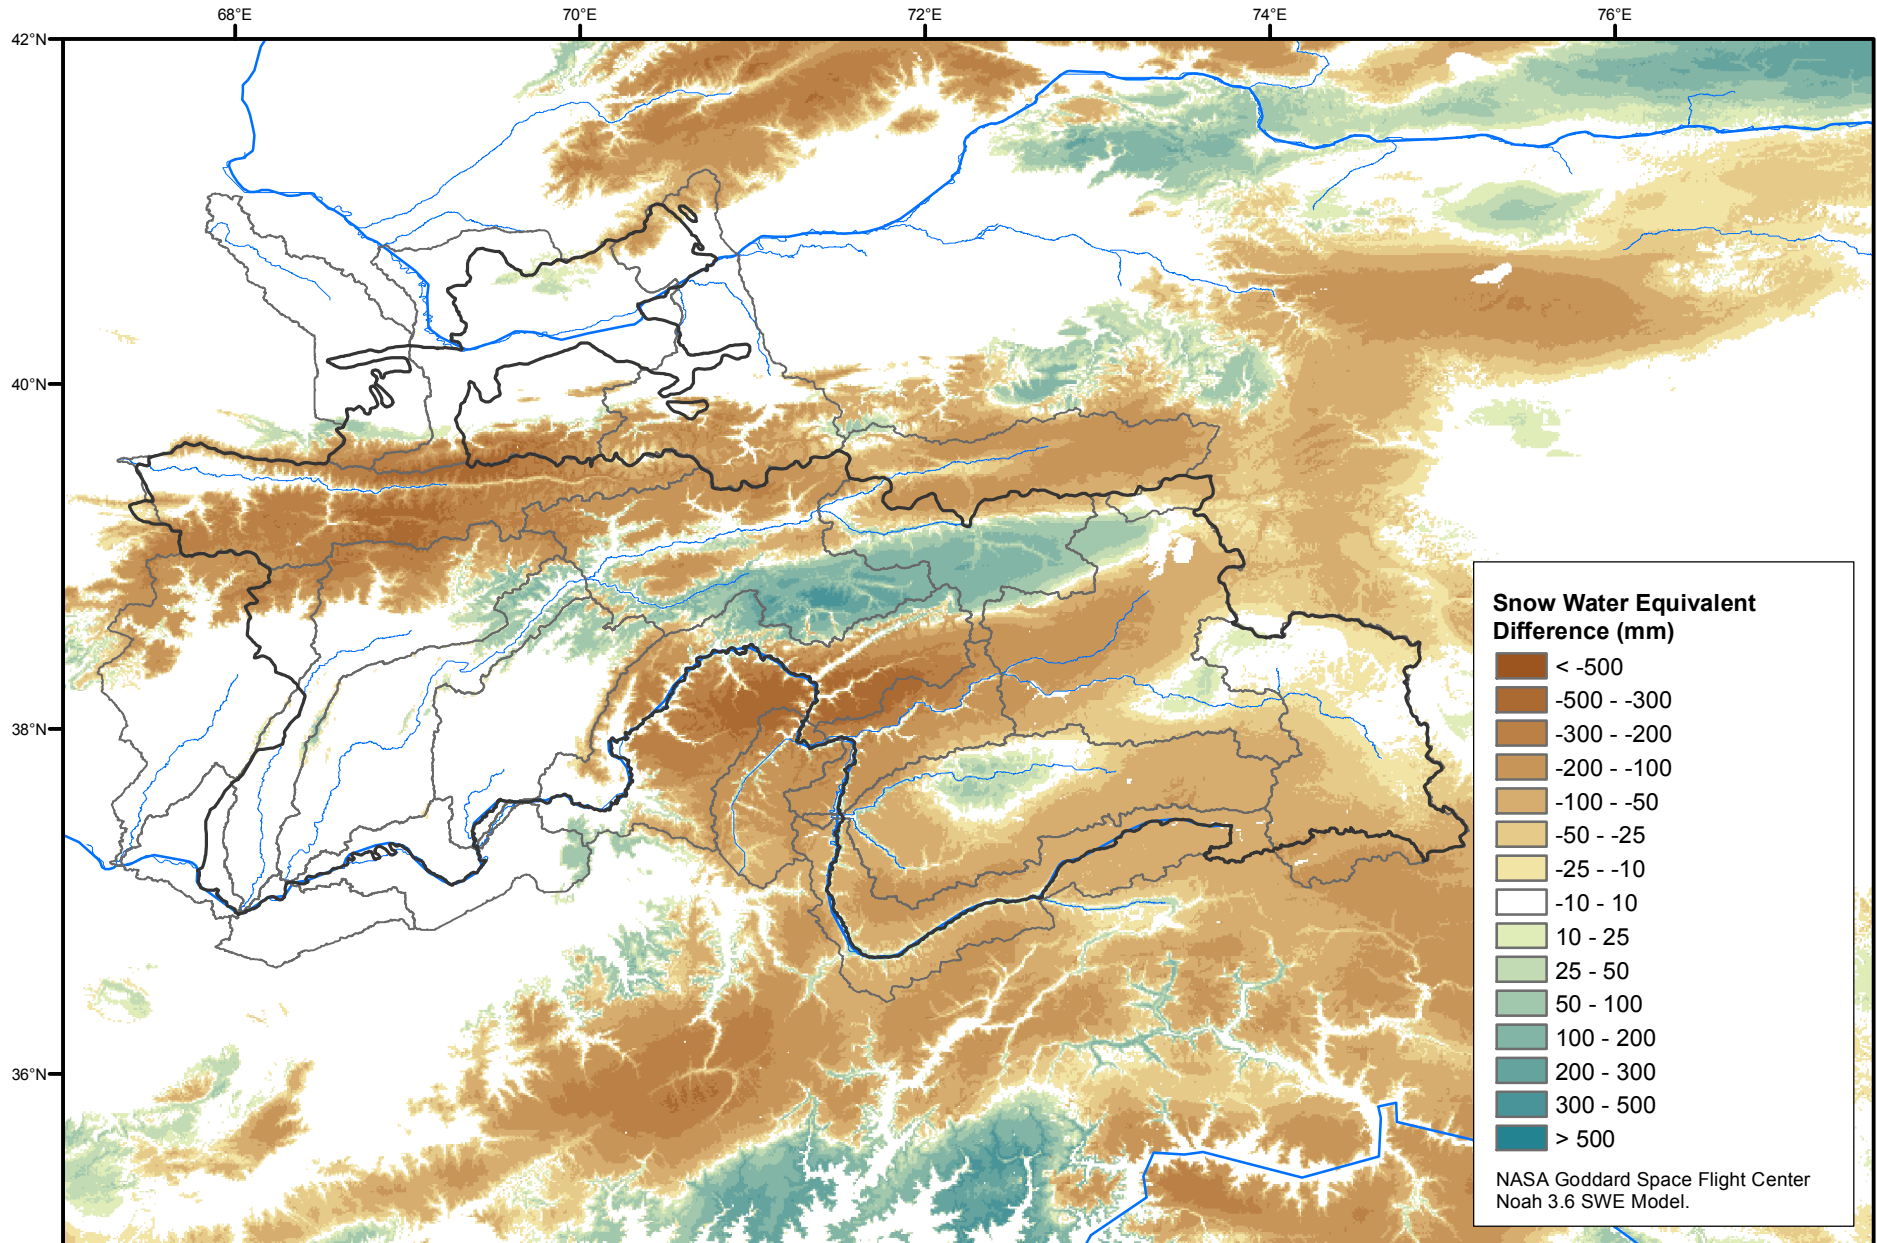 68°E
70°E
72°E
74°E
76°E
42°N
40°N
38°N
36°N
Snow Water Equivalent
Difference (mm)
< -500
-500 - -300
-300 - -200
-200 - -100
-100 - -50
-50 - -25
-25 - -10
-10 - 10
10 - 25
25 - 50
50 - 100
100 - 200
200 - 300
300 - 500
> 500
NASA Goddard Space Flight Center
Noah 3.6 SWE Model.